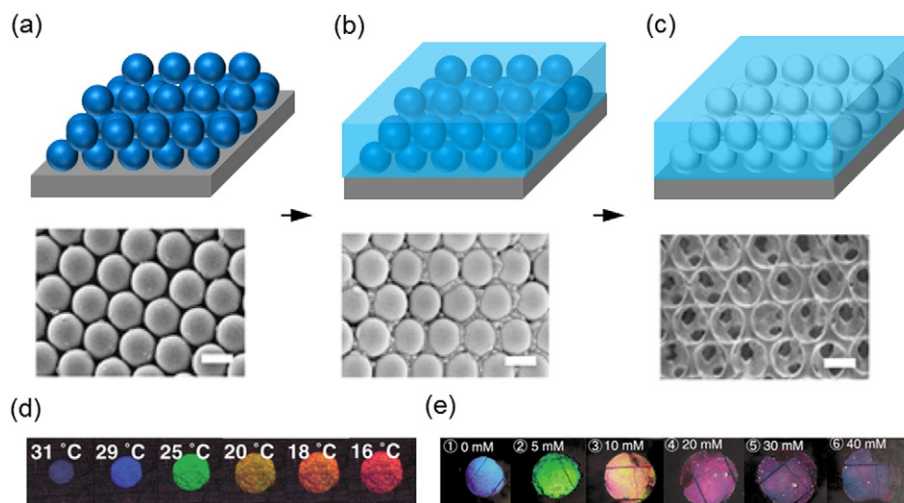 (a)
(b)
(c)
(d)
31 °C 29 °C 25 °C 20 °C 18 °C 16 °C
(e)
① 0 mM ② 5 mM ③ 10 mM ④ 20 mM ⑤ 30 mM ⑥ 40 mM